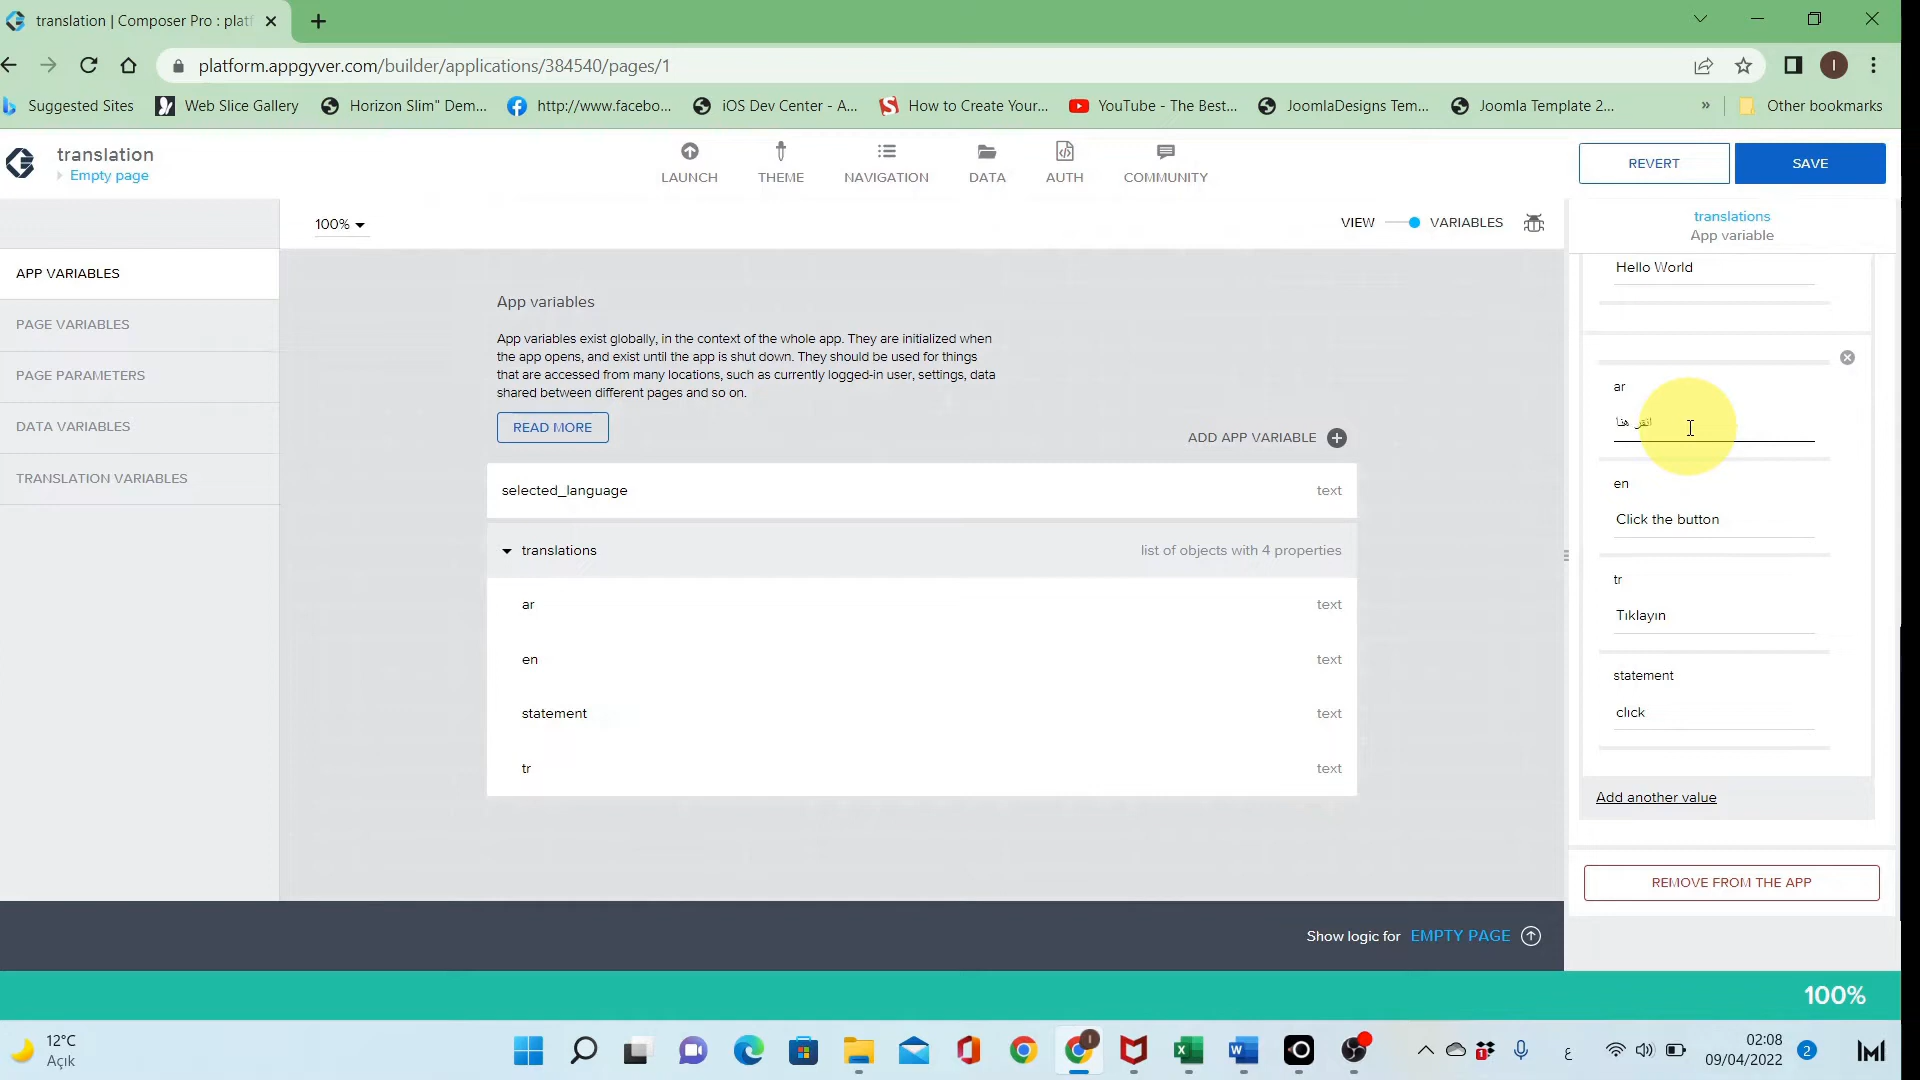 translation | Composer Pro : platf
platform.appgyver.com/builder/applications/384540/pages/1
I
Suggested Sites
Web Slice Gallery
Horizon Slim" Dem...
http://www.facebo...
iOS Dev Center - A...
How to Create Your...
YouTube - The Best...
JoomlaDesigns Tem...
Joomla Template 2...
»
Other bookmarks
translation
Empty page
LAUNCH
THEME
NAVIGATION
DATA
AUTH
COMMUNITY
REVERT
SAVE
100%
VIEW
VARIABLES
translations
App variable
APP VARIABLES
PAGE VARIABLES
PAGE PARAMETERS
DATA VARIABLES
TRANSLATION VARIABLES
App variables
App variables exist globally, in the context of the whole app. They are initialized when
the app opens, and exist until the app is shut down. They should be used for things
that are accessed from many locations, such as currently logged-in user, settings, data
shared between different pages and so on.
READ MORE
ADD APP VARIABLE
selected_language
text
translations
list of objects with 4 properties
ar
text
en
text
statement
text
tr
text
Hello World
ar
انقر هنا
en
Click the button
tr
Tıklayın
statement
clıck
Add another value
REMOVE FROM THE APP
Show logic for EMPTY PAGE
100%
12°C
Açık
1
ع
02:08
09/04/2022
2